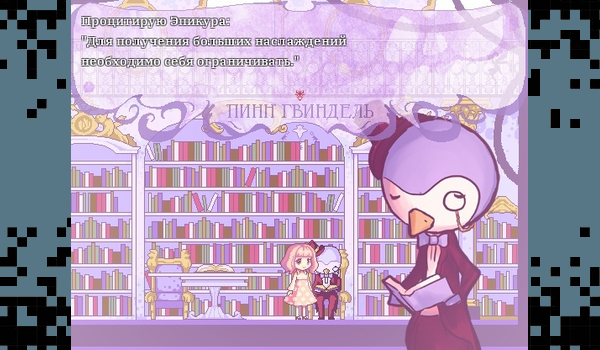 Процитирую Эпикура:
"Для получения больших наслаждений
необходимо себя ограничивать."
ПИНН ГВИНДЕЛЬ